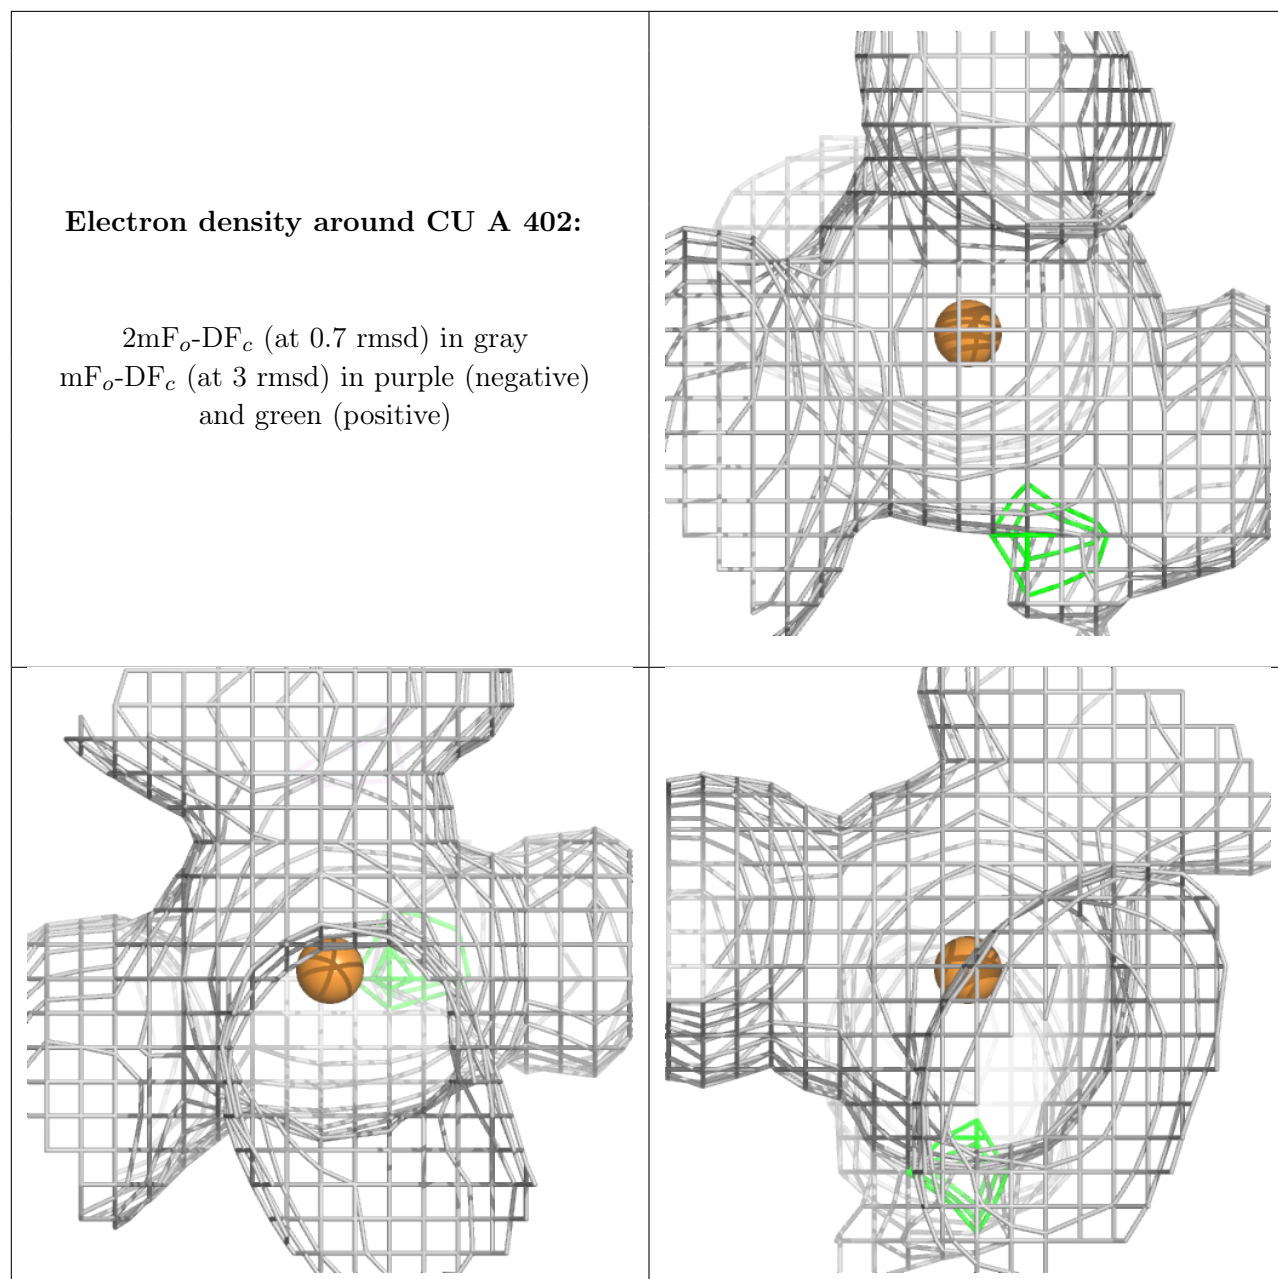 Electron density around CU A 402:
2mFo-DFc (at 0.7 rmsd) in gray
mFo-DFc (at 3 rmsd) in purple (negative)
and green (positive)